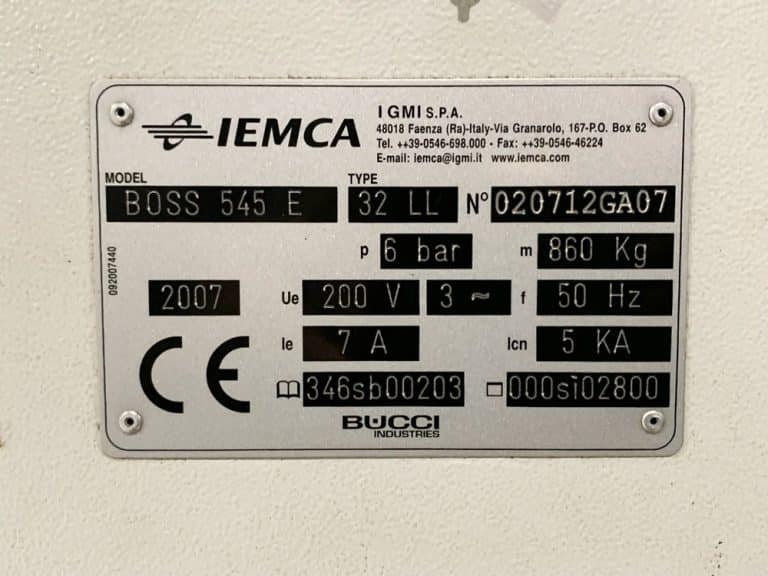 IEMCA
I GMI S.P.A.
48018 Faenza (Ra)-Italy-Via Granarolo, 167-P.O. Box 62
Tel. ++39-0546-698.000 - Fax: ++39-0546-46224
E-mail: iemca@igmi.it www.iemca.com
MODEL TYPE
BOSS 545 E 32 LL N° 020712GA07
p 6 bar m 860 Kg
092007440
2007 Ue 200 V 3 ~ f 50 Hz
Ie 7 A Icn 5 KA
CE
346sb00203 000si02800
BUCCI
INDUSTRIES